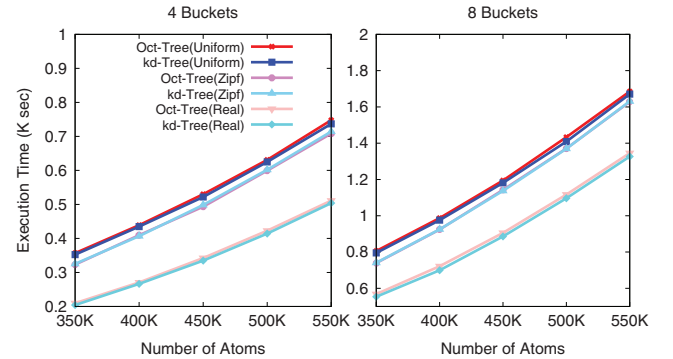 4 Buckets
8 Buckets
Execution Time (K sec)
1
0.9
0.8
0.7
0.6
0.5
0.4
0.3
0.2
Oct-Tree(Uniform)
kd-Tree(Uniform)
Oct-Tree(Zipf)
kd-Tree(Zipf)
Oct-Tree(Real)
kd-Tree(Real)
350K 400K 450K 500K 550K
Number of Atoms
2
1.8
1.6
1.4
1.2
1
0.8
0.6
350K 400K 450K 500K 550K
Number of Atoms